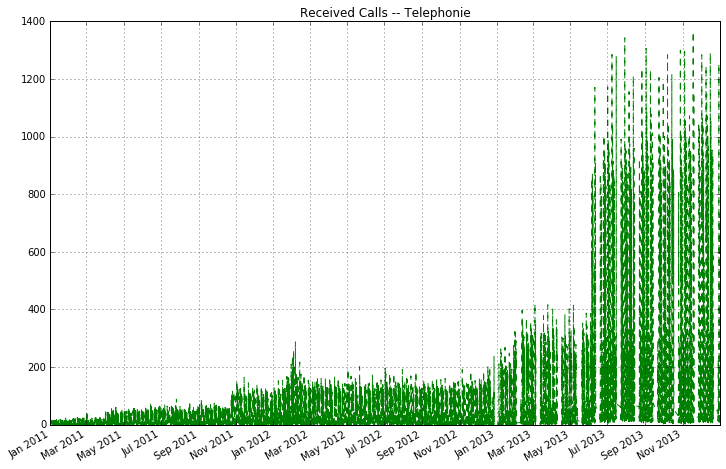 Received Calls -- Telephonie
1400
1200
1000
800
600
400
200
0
Jan 2011
Mar 2011
May 2011
Jul 2011
Sep 2011
Nov 2011
Jan 2012
Mar 2012
May 2012
Jul 2012
Sep 2012
Nov 2012
Jan 2013
Mar 2013
May 2013
Jul 2013
Sep 2013
Nov 2013